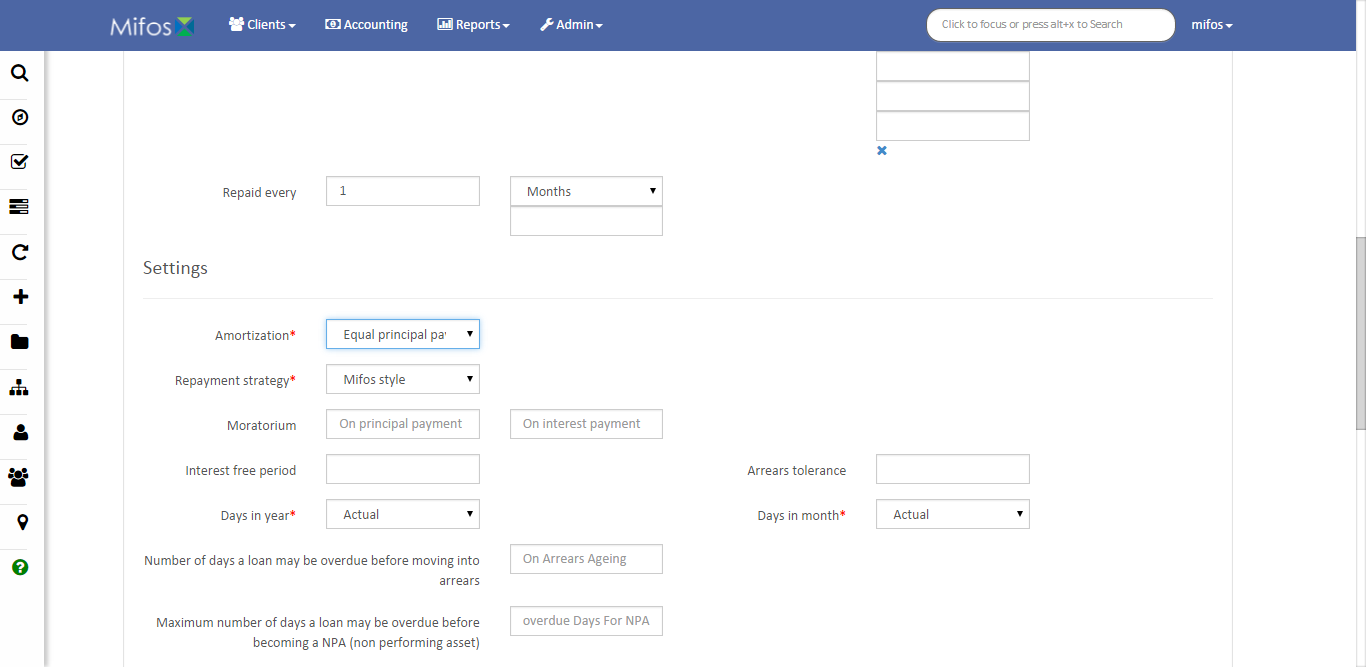 Mifos
Clients
Accounting
Reports
Admin
Click to focus or press alt+x to Search
mifos
Repaid every
1
Months
Settings
Amortization*
Equal principal pa
Repayment strategy*
Mifos style
Moratorium
On principal payment
On interest payment
Interest free period
Arrears tolerance
Days in year*
Actual
Days in month*
Actual
Number of days a loan may be overdue before moving into
arrears
On Arrears Ageing
Maximum number of days a loan may be overdue before
becoming a NPA (non performing asset)
overdue Days For NPA